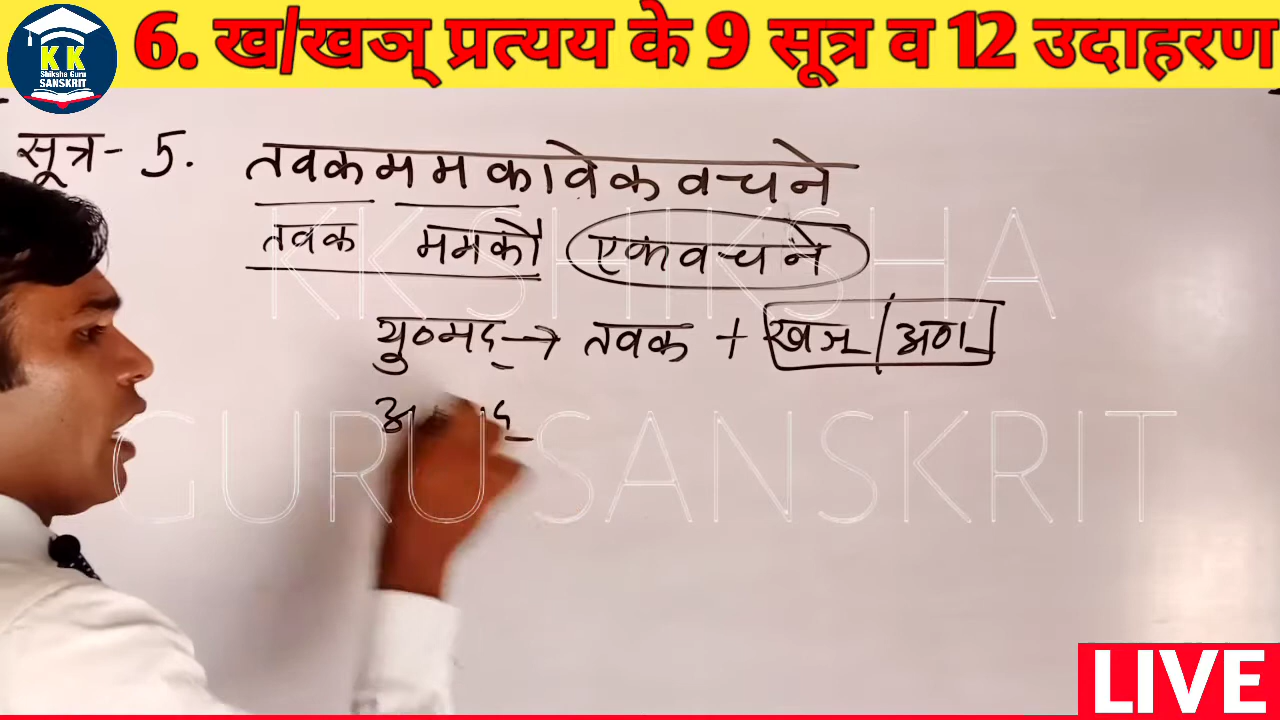 6. ख/खञ् प्रत्यय के 9 सूत्र व 12 उदाहरण
KK
Shiksha Guru
SANSKRIT
सूत्र- 5. तवकममकावेकवचने
तवक ममकौ एकवचने
युष्मद् → तवक + खञ् / अण्
KK SHIKSHA
GURU SANSKRIT
LIVE